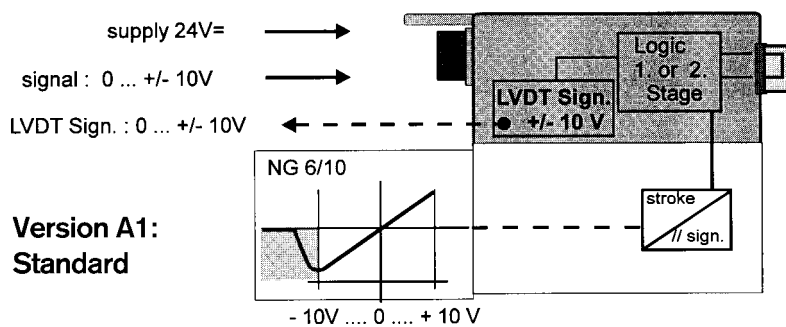 supply 24V=
signal : 0 ... +/- 10V
LVDT Sign. : 0 ... +/- 10V
Logic
1. or 2.
Stage
LVDT Sign.
+/- 10 V
NG 6/10
stroke
// sign.
Version A1:
Standard
- 10V .... 0 .... + 10 V